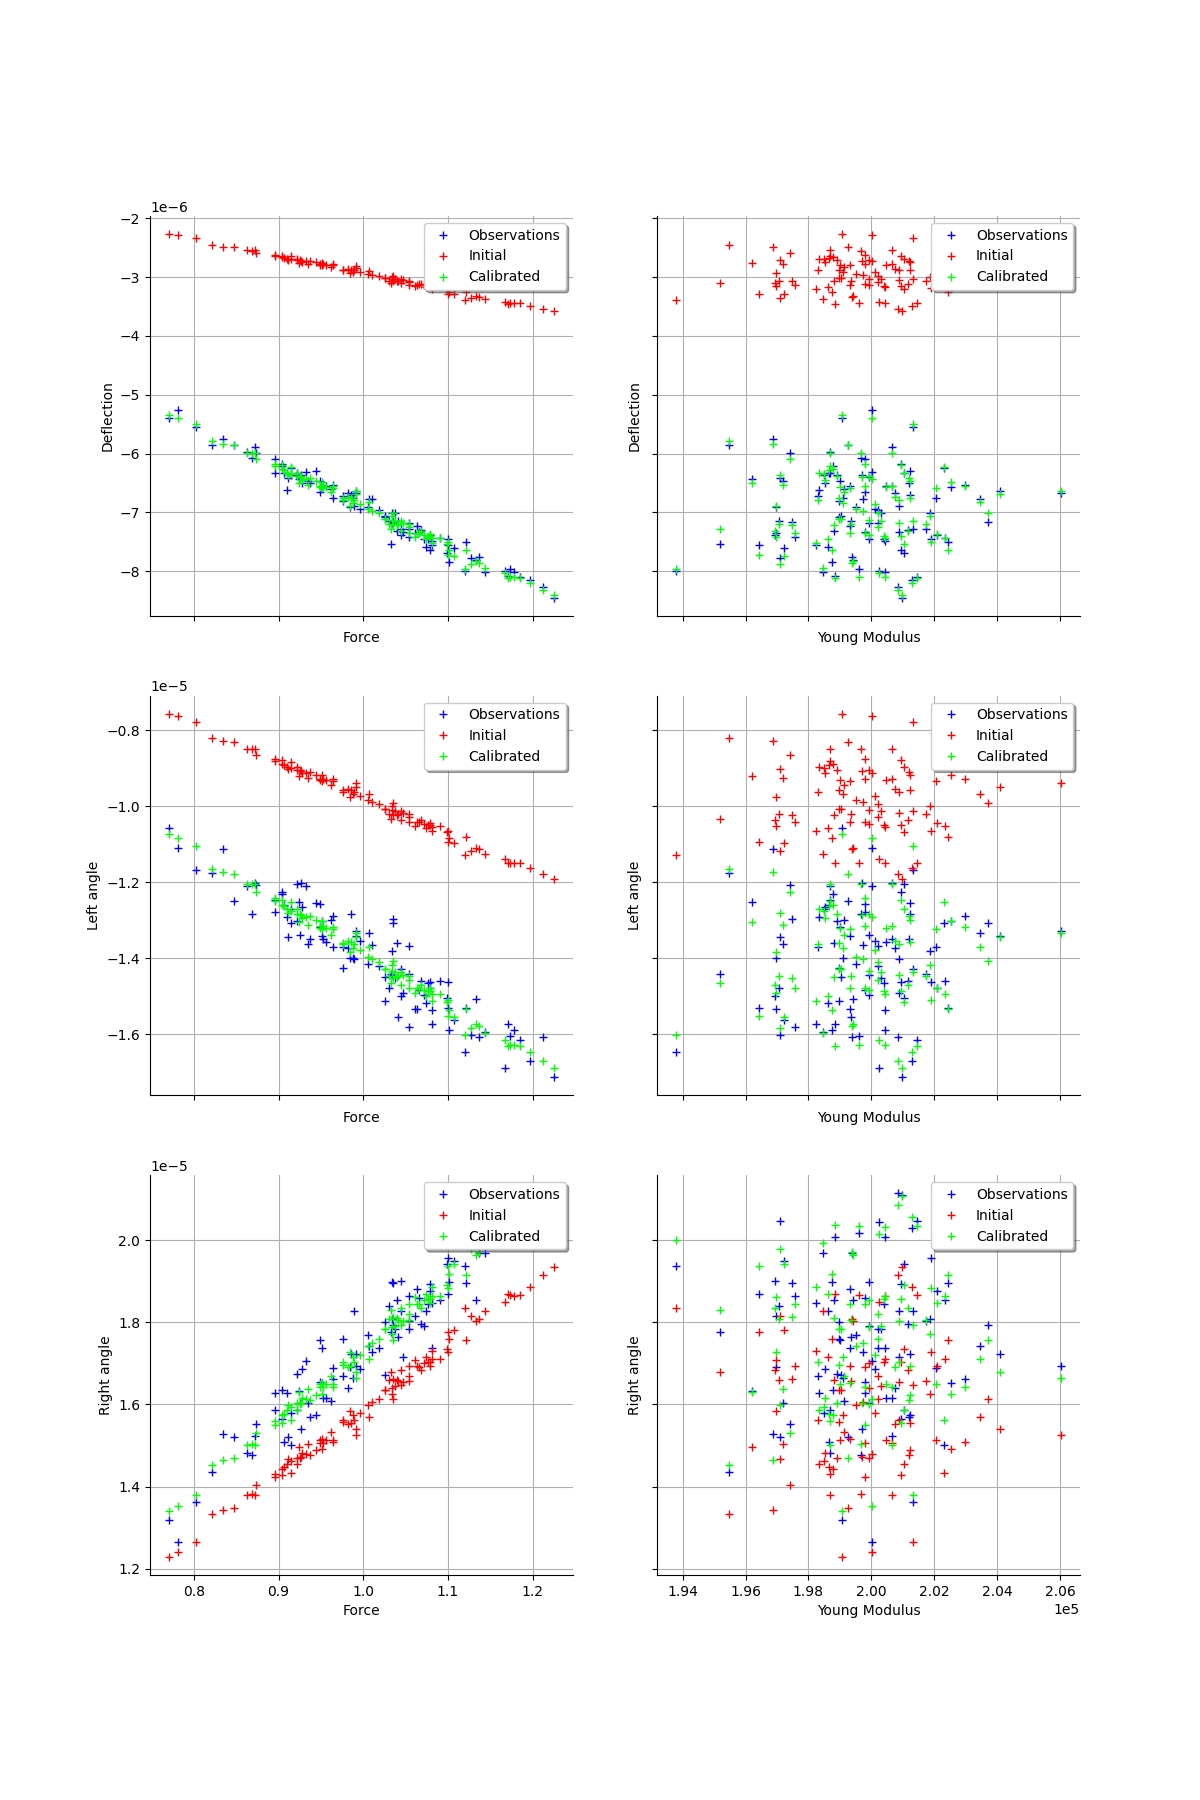 1e−6
−2
−3
−4
−5
−6
−7
−8
Deflection
Force
Observations
Initial
Calibrated
Deflection
Young Modulus
Observations
Initial
Calibrated
1e−5
−0.8
−1.0
−1.2
−1.4
−1.6
Left angle
Force
Observations
Initial
Calibrated
Left angle
Young Modulus
Observations
Initial
Calibrated
1e−5
2.0
1.8
1.6
1.4
1.2
Right angle
0.8 0.9 1.0 1.1 1.2
Force
Observations
Initial
Calibrated
Right angle
1.94 1.96 1.98 2.00 2.02 2.04 2.06
1e5
Young Modulus
Observations
Initial
Calibrated